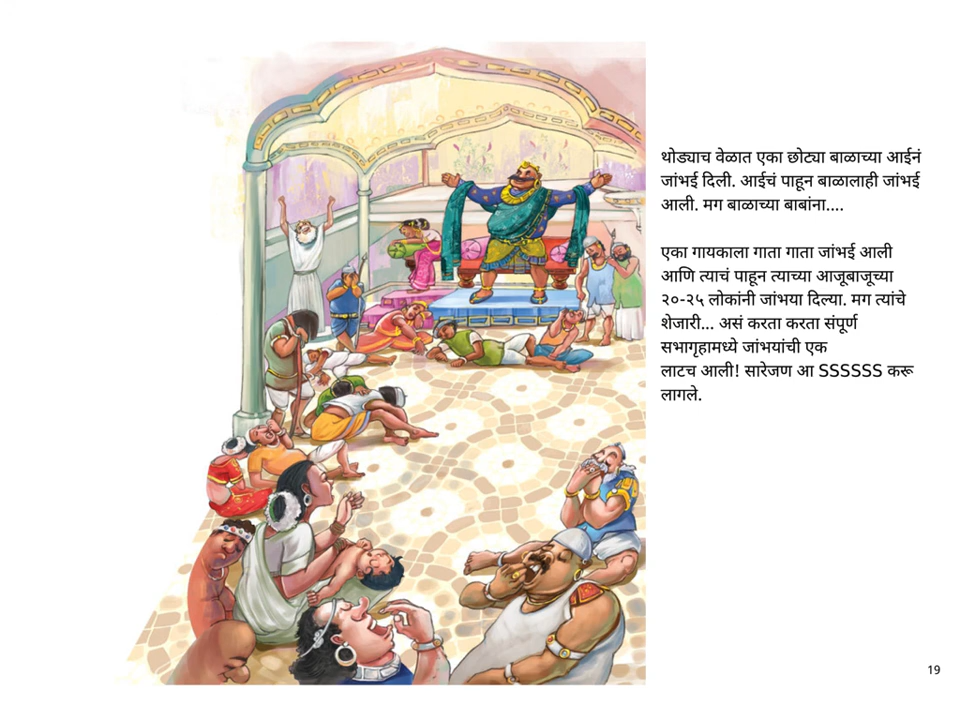 थोड्याच वेळात एका छोट्या बाळाच्या आईनं
जांभई दिली. आईचं पाहून बाळालाही जांभई
आली. मग बाळाच्या बाबांना....
एका गायकाला गाता गाता जांभई आली
आणि त्याचं पाहून त्याच्या आजूबाजूच्या
२०-२५ लोकांनी जांभया दिल्या. मग त्यांचे
शेजारी... असं करता करता संपूर्ण
सभागृहामध्ये जांभयांची एक
लाटच आली! सारेजण आ SSSSSS करू
लागले.
19